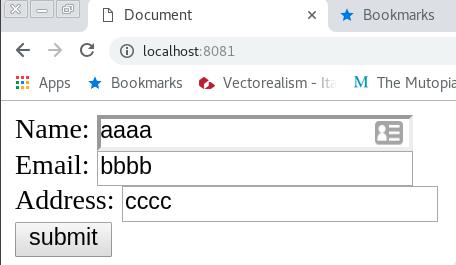 Document
Bookmarks
localhost:8081
Apps Bookmarks Vectorealism - Ita The Mutopia
Name: aaaa
Email: bbbb
Address: cccc
submit